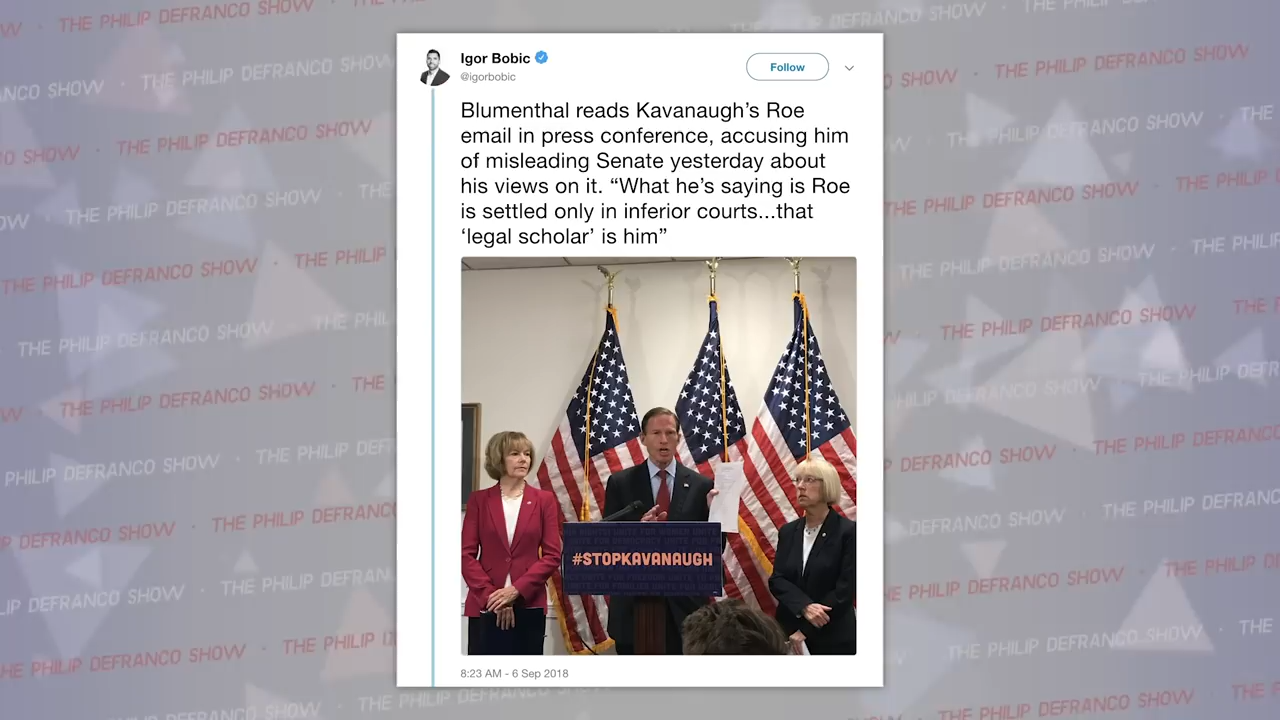 THE PHILIP DEFRANCO SHOW
Igor Bobic
@igorbobic
Follow
Blumenthal reads Kavanaugh’s Roe
email in press conference, accusing him
of misleading Senate yesterday about
his views on it. “What he’s saying is Roe
is settled only in inferior courts...that
‘legal scholar’ is him”
#STOPKAVANAUGH
8:23 AM - 6 Sep 2018